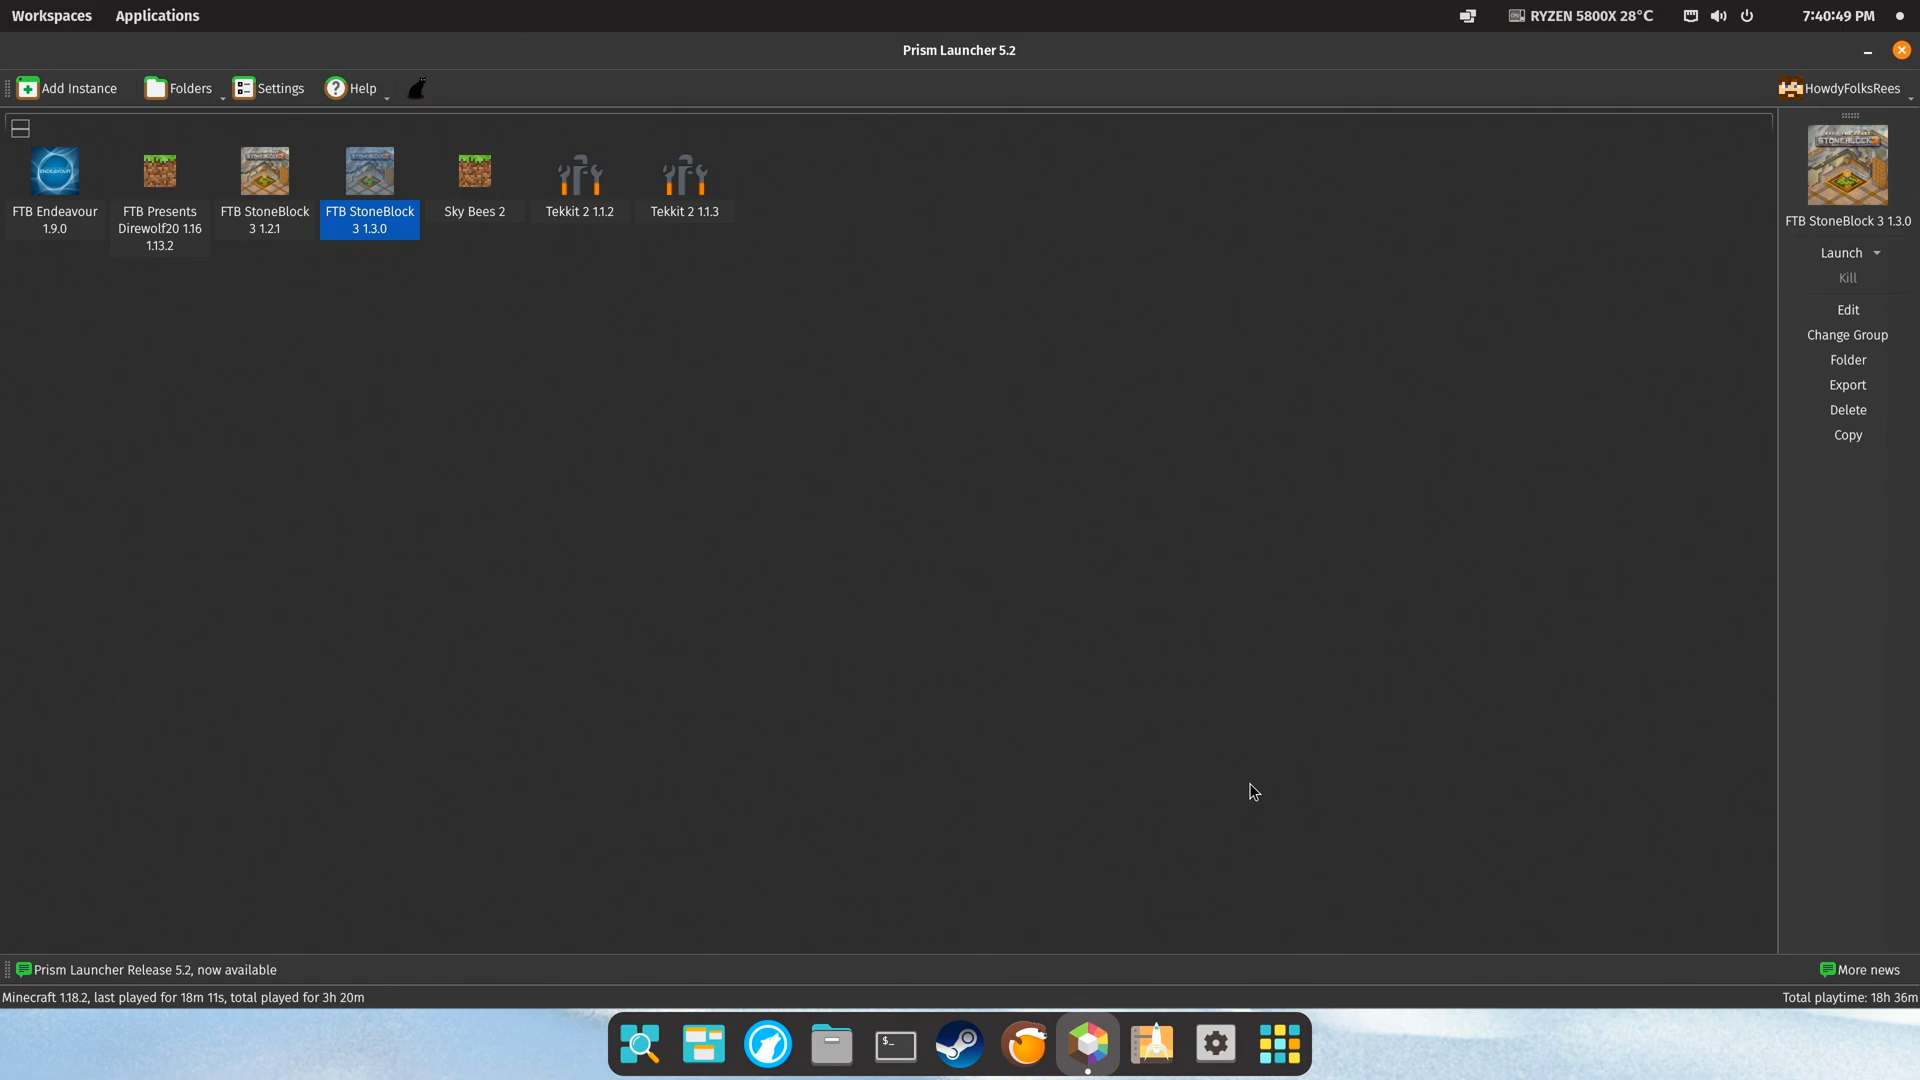 Workspaces Applications RYZEN 5800X 28°C 7:40:49 PM
Prism Launcher 5.2
Add Instance Folders Settings Help HowdyFolksRees
ENDEAVOUR
FTB Endeavour
1.9.0
FTB Presents
Direwolf20 1.16
1.13.2
FTB StoneBlock
3 1.2.1
FTB StoneBlock
3 1.3.0
Sky Bees 2
Tekkit 2 1.1.2
Tekkit 2 1.1.3
STONEBLOCK
FTB StoneBlock 3 1.3.0
Launch
Kill
Edit
Change Group
Folder
Export
Delete
Copy
Prism Launcher Release 5.2, now available More news
Minecraft 1.18.2, last played for 18m 11s, total played for 3h 20m Total playtime: 18h 36m
$_